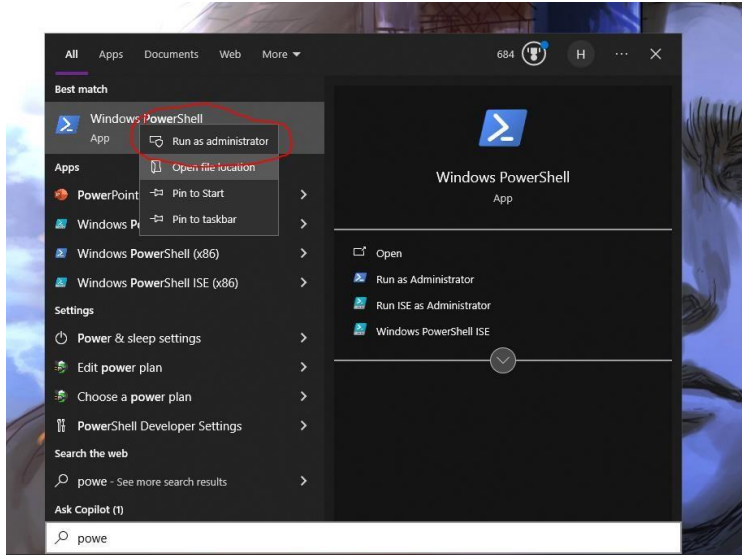 All Apps Documents Web More
684 H
Best match
Windows PowerShell
App
Run as administrator
Apps
Open file location
PowerPoint
Pin to Start
Windows
Pin to taskbar
Windows PowerShell (x86)
Windows PowerShell ISE (x86)
Settings
Power & sleep settings
Edit power plan
Choose a power plan
PowerShell Developer Settings
Search the web
powe - See more search results
Ask Copilot (1)
powe
Windows PowerShell
App
Open
Run as Administrator
Run ISE as Administrator
Windows PowerShell ISE